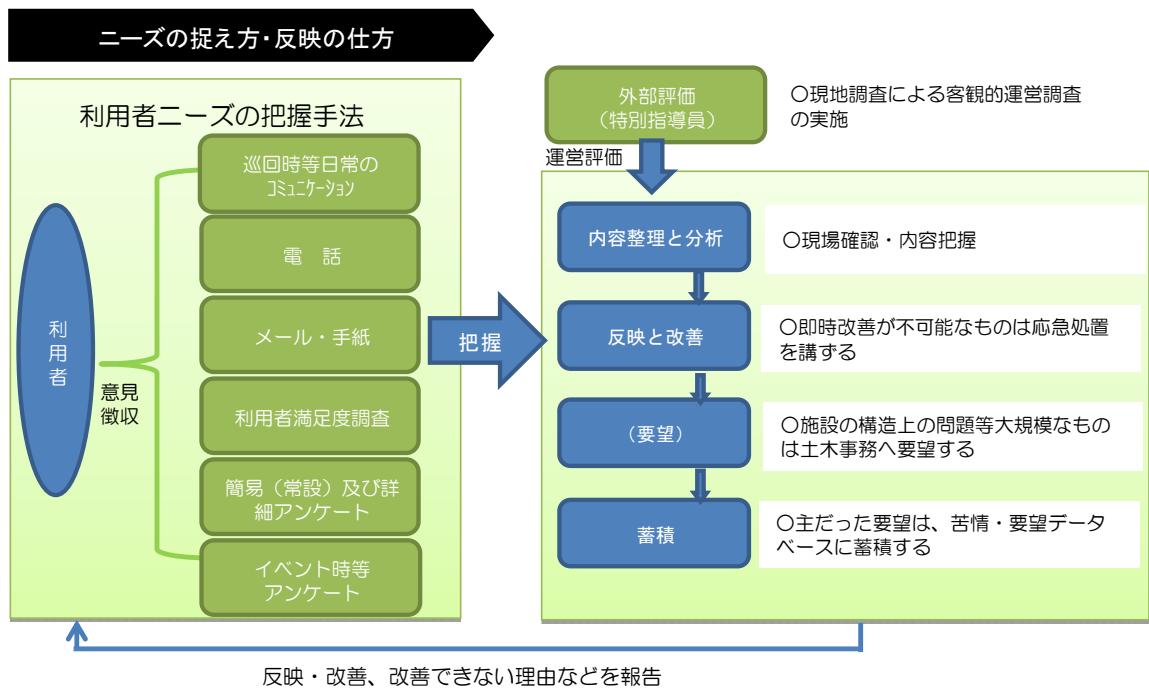 ニーズの捉え方・反映の仕方
利用者ニーズの把握手法
利用者
意見
徴収
巡回時等日常の
ｺﾐｭﾆｹｰｼｮﾝ
電　話
メール・手紙
利用者満足度調査
簡易（常設）及び詳
細アンケート
イベント時等
アンケート
把握
外部評価
（特別指導員）
〇現地調査による客観的運営調査
の実施
運営評価
内容整理と分析
〇現場確認・内容把握
反映と改善
〇即時改善が不可能なものは応急処置
を講ずる
（要望）
〇施設の構造上の問題等大規模なもの
は土木事務へ要望する
蓄積
〇主だった要望は、苦情・要望データ
ベースに蓄積する
反映・改善、改善できない理由などを報告